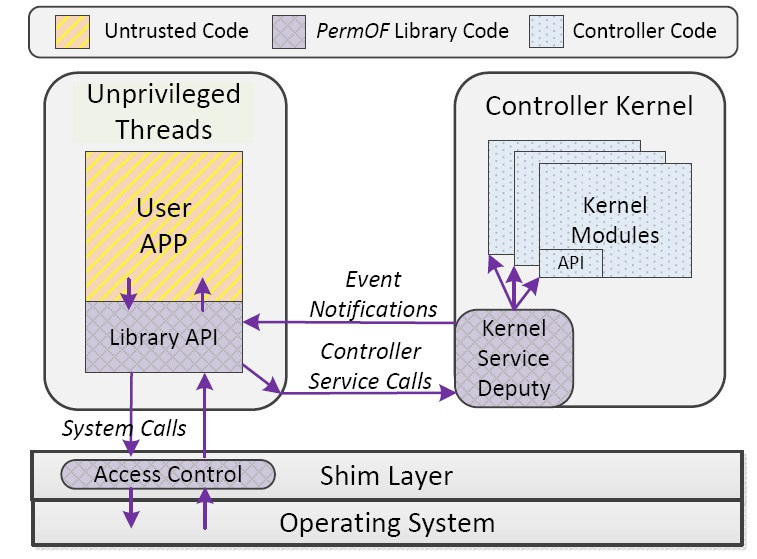 Untrusted Code
PermOF Library Code
Controller Code
Unprivileged
Threads
User
APP
Library API
Controller Kernel
Kernel
Modules
API
Event
Notifications
Kernel
Service
Deputy
Controller
Service Calls
System Calls
Access Control
Shim Layer
Operating System